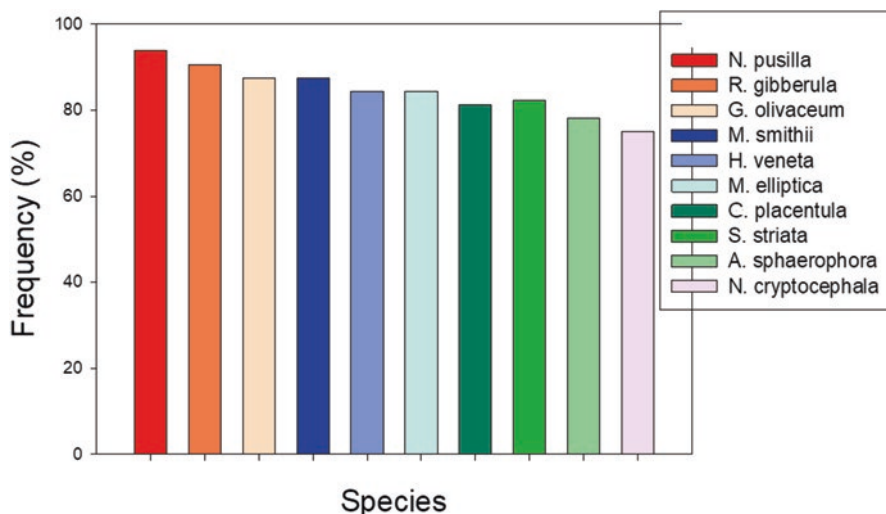 Frequency (%)
100
80
60
40
20
0
Species
N. pusilla
R. gibberula
G. olivaceum
M. smithii
H. veneta
M. elliptica
C. placentula
S. striata
A. sphaerophora
N. cryptocephala